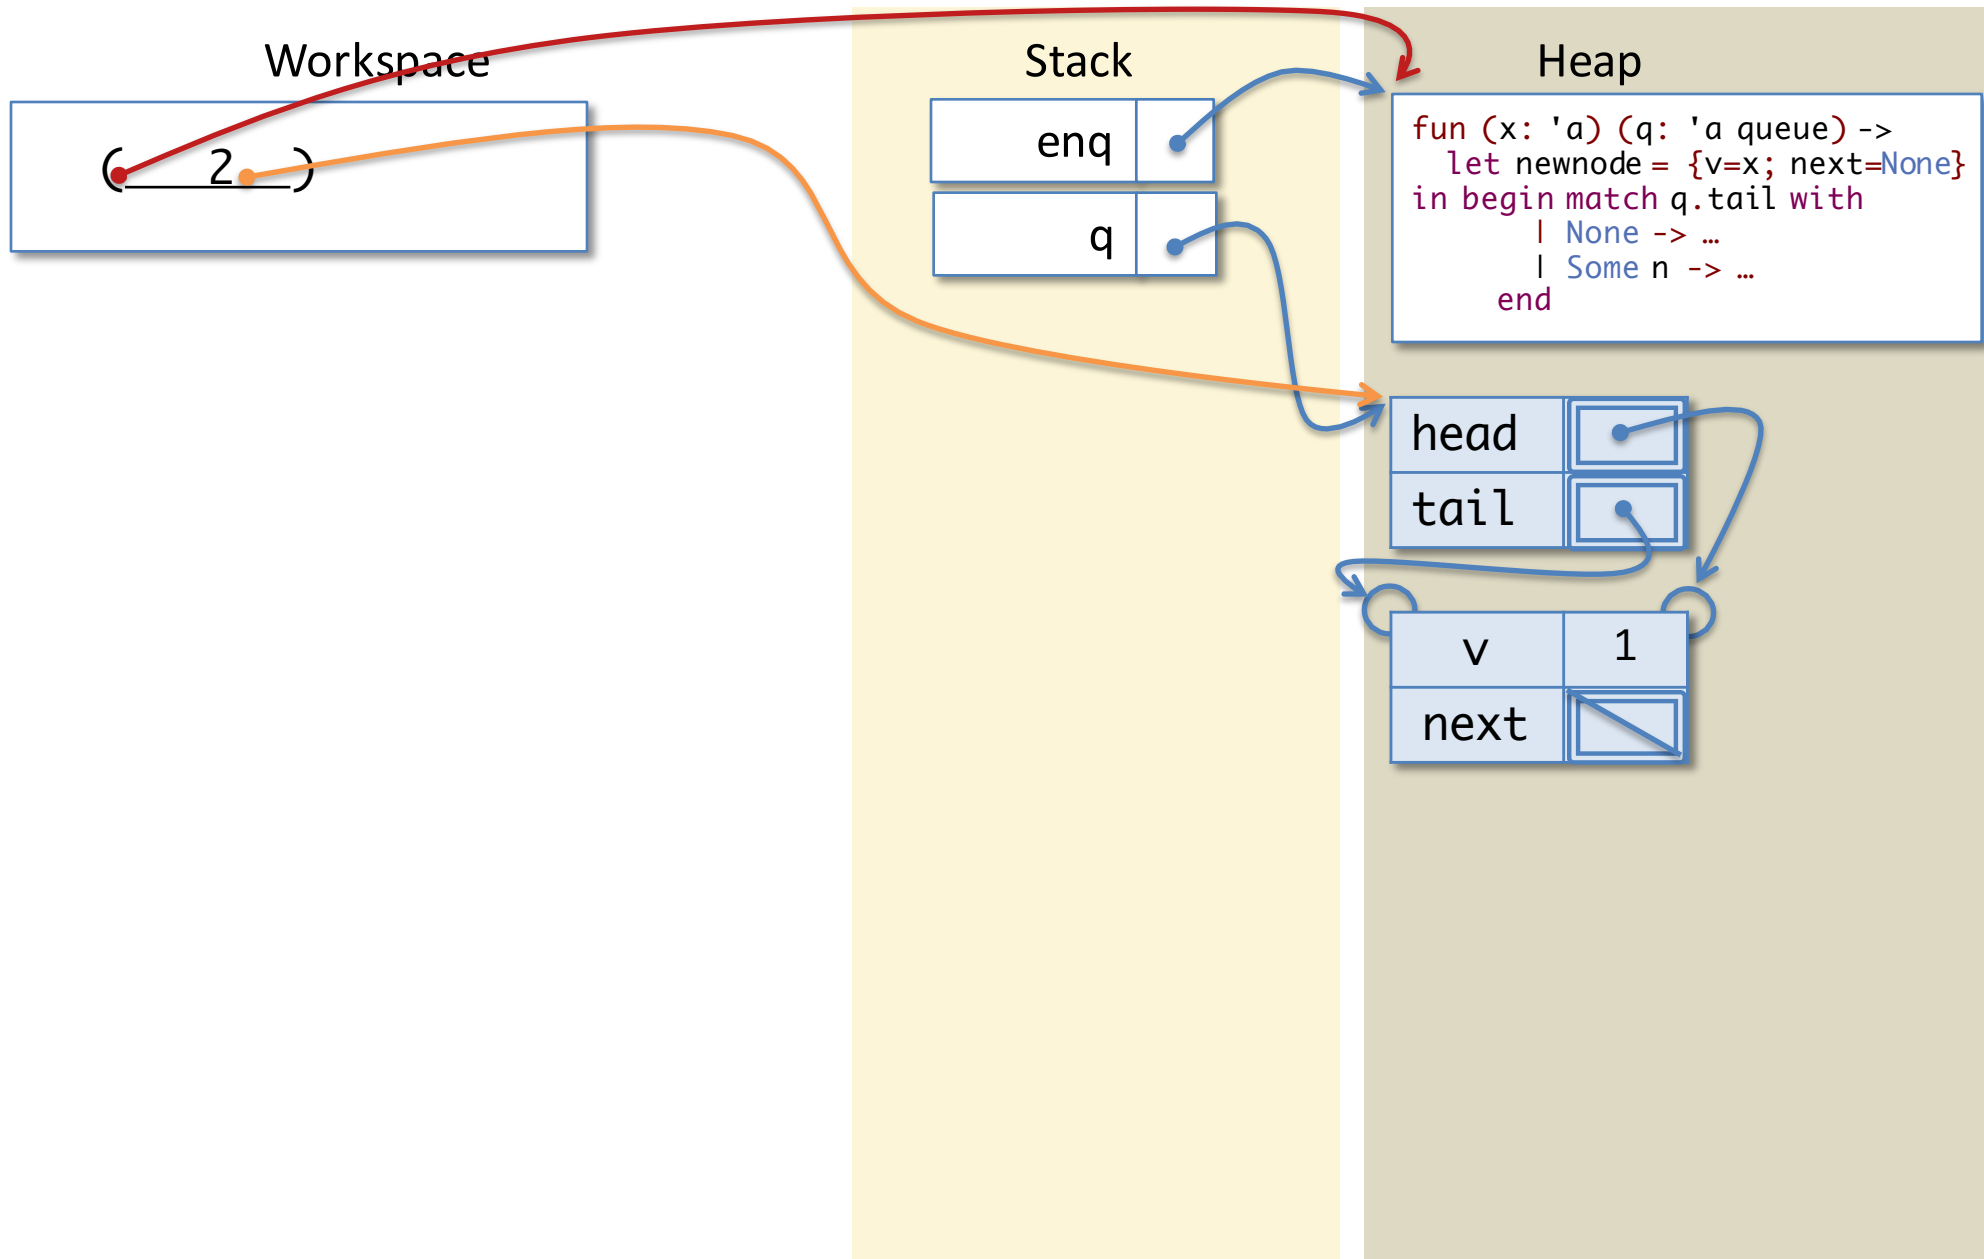 Workspace
Stack
Heap
( 2 )
enq
q
fun (x: 'a) (q: 'a queue) ->
let newnode = {v=x; next=None}
in begin match q.tail with
| None -> …
| Some n -> …
end
head
tail
v 1
next